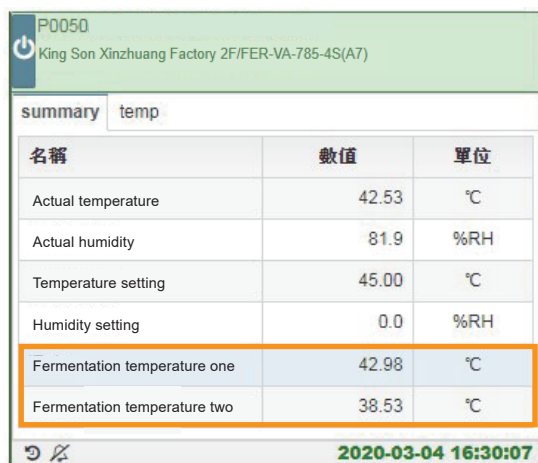 P0050
King Son Xinzhuang Factory 2F/FER-VA-785-4S(A7)
summary temp
名稱 數值 單位
Actual temperature 42.53 ℃
Actual humidity 81.9 %RH
Temperature setting 45.00 ℃
Humidity setting 0.0 %RH
Fermentation temperature one 42.98 ℃
Fermentation temperature two 38.53 ℃
2020-03-04 16:30:07